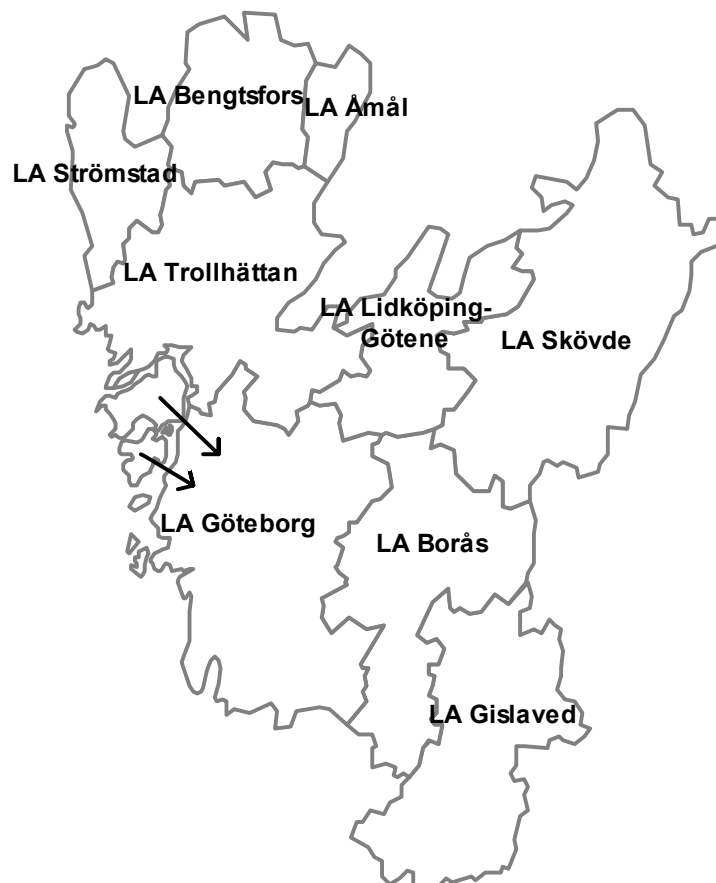 LA Bengtsfors
LA Åmål
LA Strömstad
LA Trollhättan
LA Lidköping-
Götene
LA Skövde
LA Göteborg
LA Borås
LA Gislaved